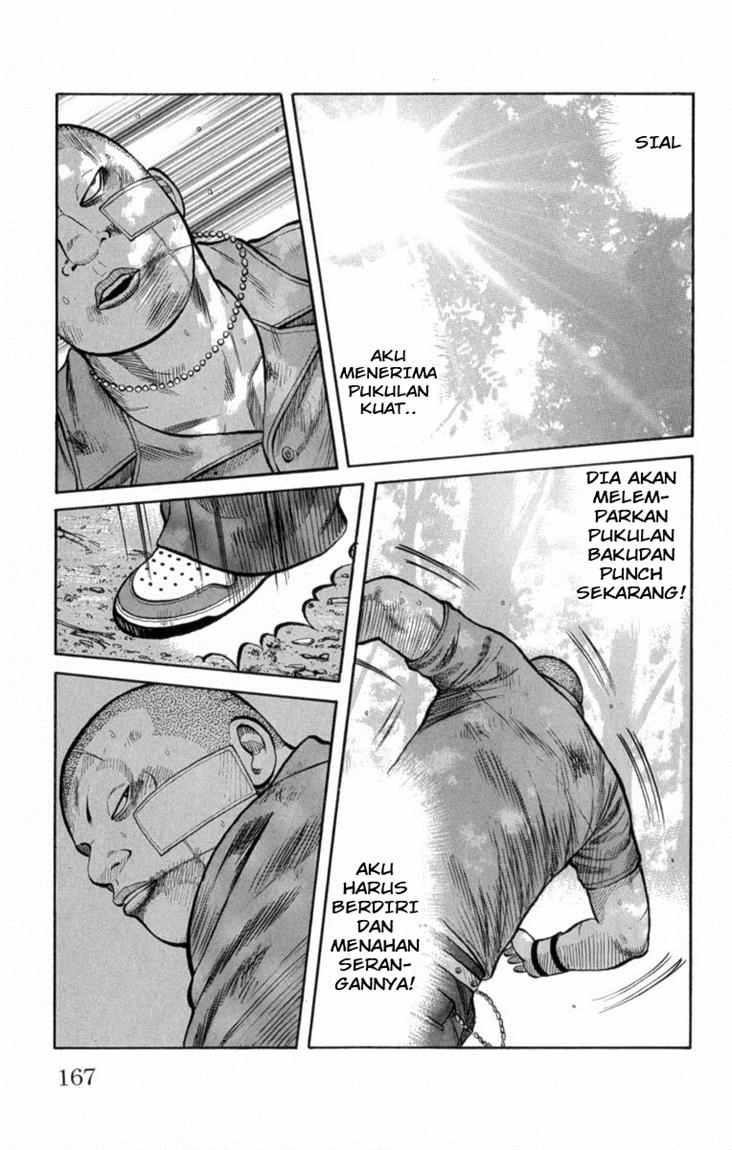 SIAL
AKU
MENERIMA
PUKULAN
KUAT..
DIA AKAN
MELEM-
PARKAN
PUKULAN
BAKUDAN
PUNCH
SEKARANG!
AKU
HARUS
BERDIRI
DAN
MENAHAN
SERAN-
GANNYA!
167